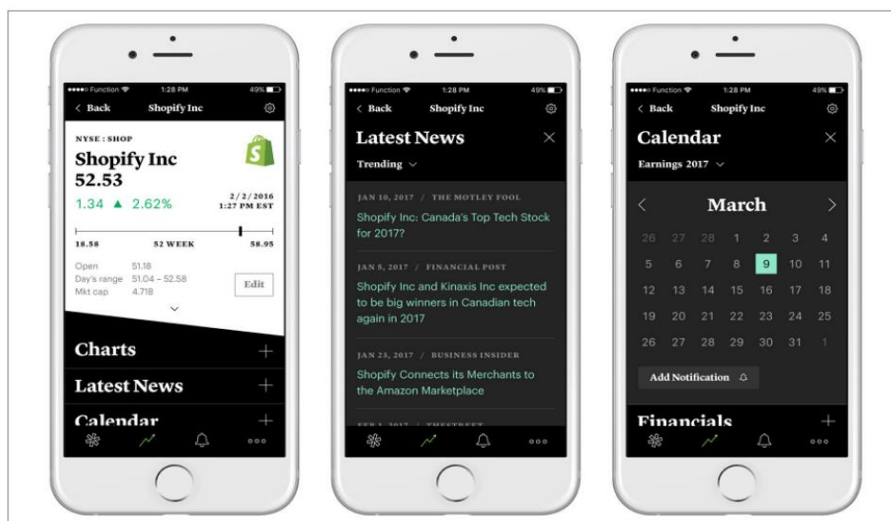 Function 1:28 PM 49%
Back Shopify Inc
NYSE : SHOP
Shopify Inc
52.53
1.34 ▲ 2.62%
2/2/2016
1:27 PM EST
18.58 52 WEEK 58.95
Open 51.18
Day's range 51.04 – 52.58
Mkt cap 4.71B
Edit
Charts
Latest News
Calendar
Function 1:28 PM 49%
Back Shopify Inc
Latest News
Trending
JAN 10, 2017 / THE MOTLEY FOOL
Shopify Inc: Canada's Top Tech Stock
for 2017?
JAN 5, 2017 / FINANCIAL POST
Shopify Inc and Kinaxis Inc expected
to be big winners in Canadian tech
again in 2017
JAN 23, 2017 / BUSINESS INSIDER
Shopify Connects its Merchants to
the Amazon Marketplace
FEB 1, 2017 / THESTREET
Function 1:28 PM 49%
Back Shopify Inc
Calendar
Earnings 2017
March
26 27 28 1 2 3 4
5 6 7 8 9 10 11
12 13 14 15 16 17 18
19 20 21 22 23 24 25
26 27 28 29 30 31 1
Add Notification
Financials